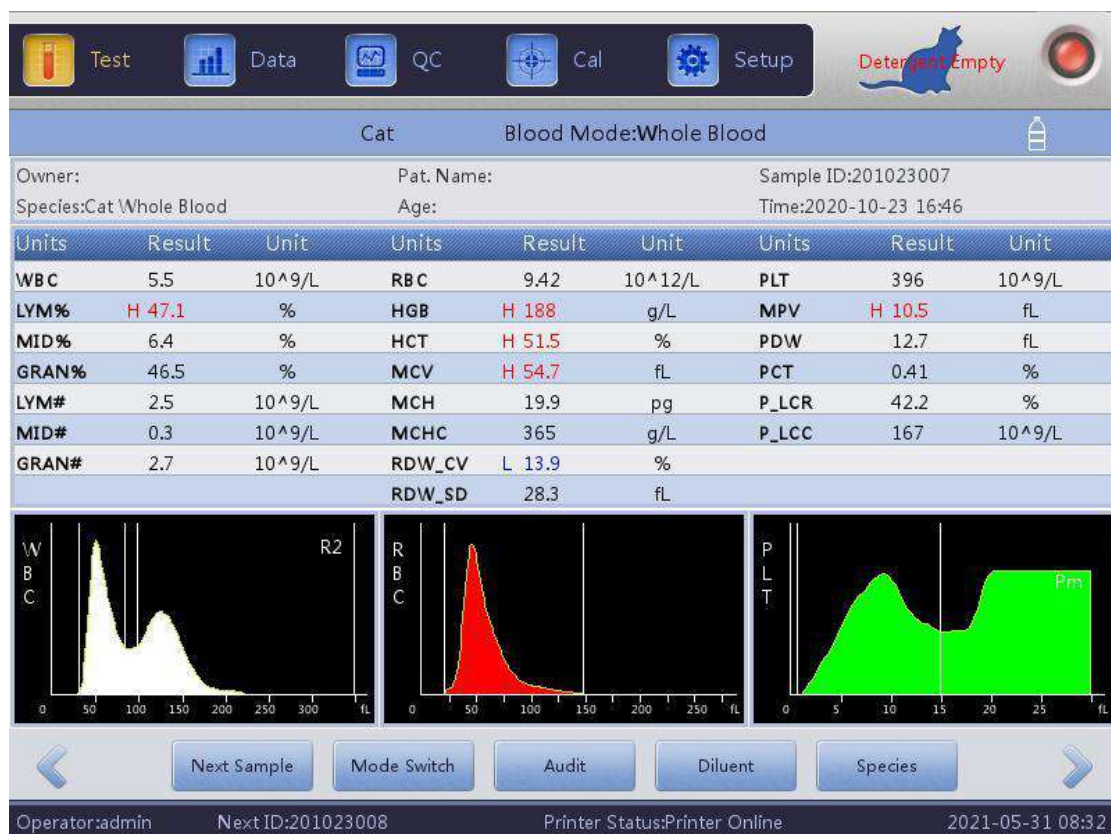 Test Data QC Cal Setup Detergent Empty
Cat Blood Mode:Whole Blood
Owner: Pat. Name: Sample ID:201023007
Species:Cat Whole Blood Age: Time:2020-10-23 16:46
Units Result Unit Units Result Unit Units Result Unit
WBC 5.5 10^9/L RBC 9.42 10^12/L PLT 396 10^9/L
LYM% H 47.1 % HGB H 188 g/L MPV H 10.5 fL
MID% 6.4 % HCT H 51.5 % PDW 12.7 fL
GRAN% 46.5 % MCV H 54.7 fL PCT 0.41 %
LYM# 2.5 10^9/L MCH 19.9 pg P_LCR 42.2 %
MID# 0.3 10^9/L MCHC 365 g/L P_LCC 167 10^9/L
GRAN# 2.7 10^9/L RDW_CV L 13.9 %
RDW_SD 28.3 fL
WBC R2 RBC PLT Pm
0 50 100 150 200 250 300 fL 0 50 100 150 200 250 fL 0 5 10 15 20 25 fL
Next Sample Mode Switch Audit Diluent Species
Operator:admin Next ID:201023008 Printer Status:Printer Online 2021-05-31 08:32